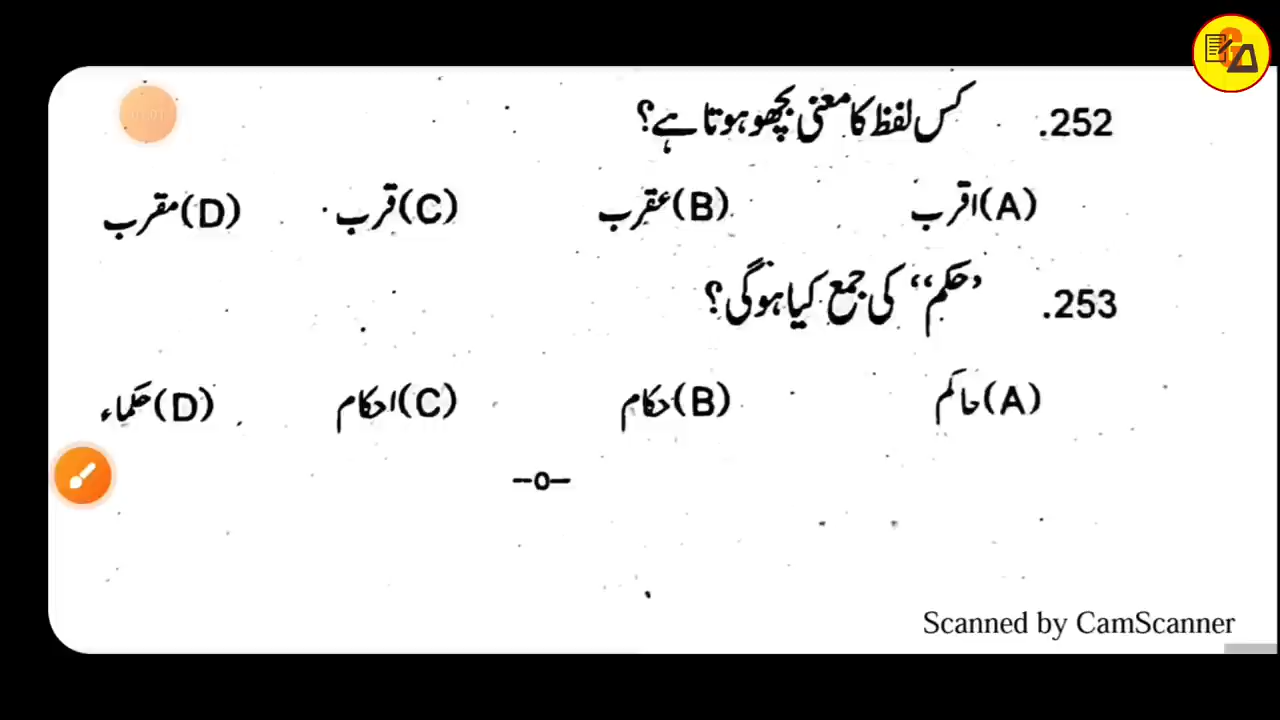 252. کس لفظ کا معنی بچھو ہوتا ہے؟
(A) اقرب (B) عقرب (C) قرب (D) مقرب
253. ’’حکم‘‘ کی جمع کیا ہوگی؟
(A) حاکم (B) حکام (C) احکام (D) حکماء
-o-
Scanned by CamScanner